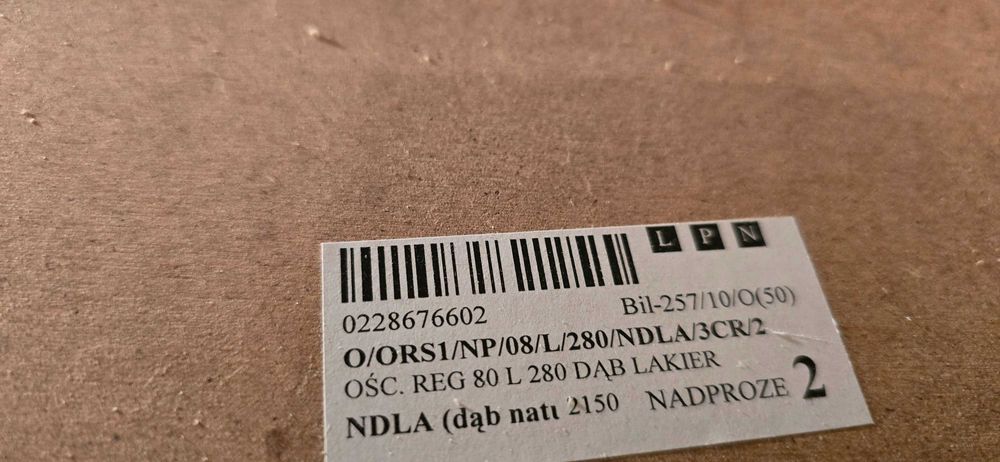 L P N
0228676602 Bil-257/10/O(50)
O/ORS1/NP/08/L/280/NDLA/3CR/2
OŚC. REG 80 L 280 DĄB LAKIER
NDLA (dąb natu 2150 NADPROZE 2